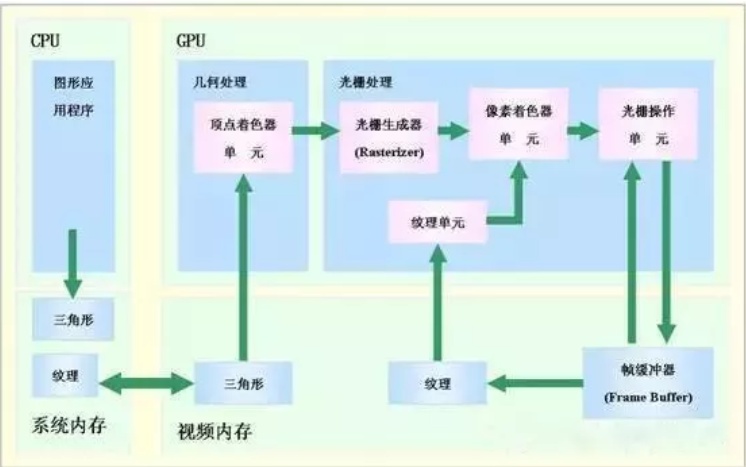 CPU
GPU
图形应
用程序
几何处理
光栅处理
顶点着色器
单 元
光栅生成器
(Rasterizer)
像素着色器
单 元
光栅操作
单 元
纹理单元
三角形
纹理
系统内存
三角形
纹理
帧缓冲器
(Frame Buffer)
视频内存